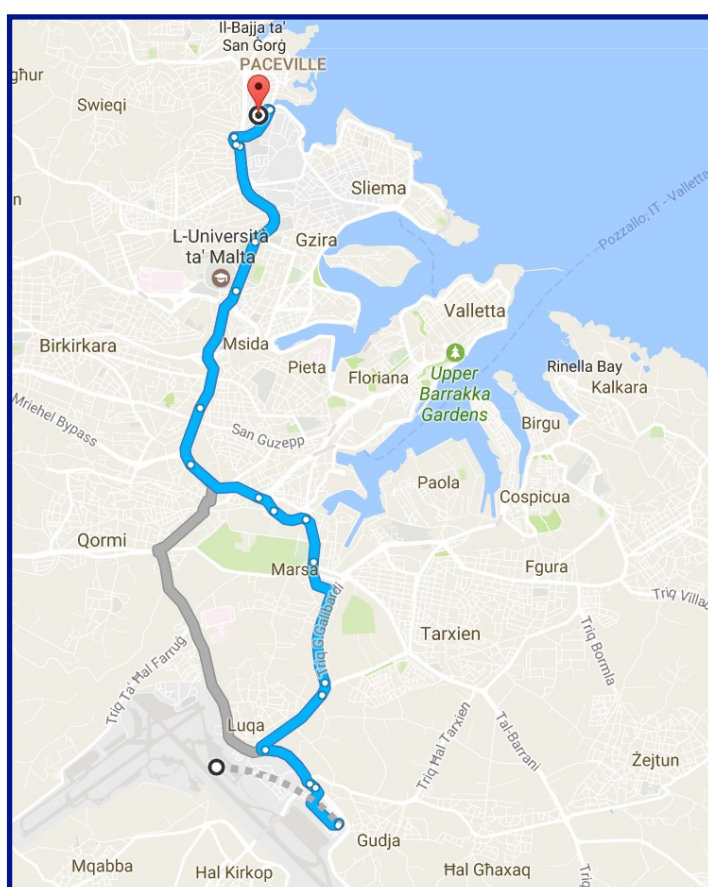 Il-Bajja ta'
San Ġorġ
PACEVILLE
għur
Swieqi
n
Sliema
Gzira
L-Università
ta' Malta
Pozzallo; IT - Valletta
Valletta
Birkirkara
Msida
Pieta
Floriana
Upper
Barrakka
Gardens
Rinella Bay
Kalkara
Mriehel Bypass
San Guzepp
Birgu
Paola
Cospicua
Qormi
Marsa
Fgura
Triq Villab
Triq G Galibardi
Tarxien
Triq Bormla
Triq Ta' Ħal Farruġ
Luqa
Triq Ħal Tarxien
Tal-Barrani
Żejtun
Gudja
Mqabba
Hal Kirkop
Ħal Għaxaq
Triq